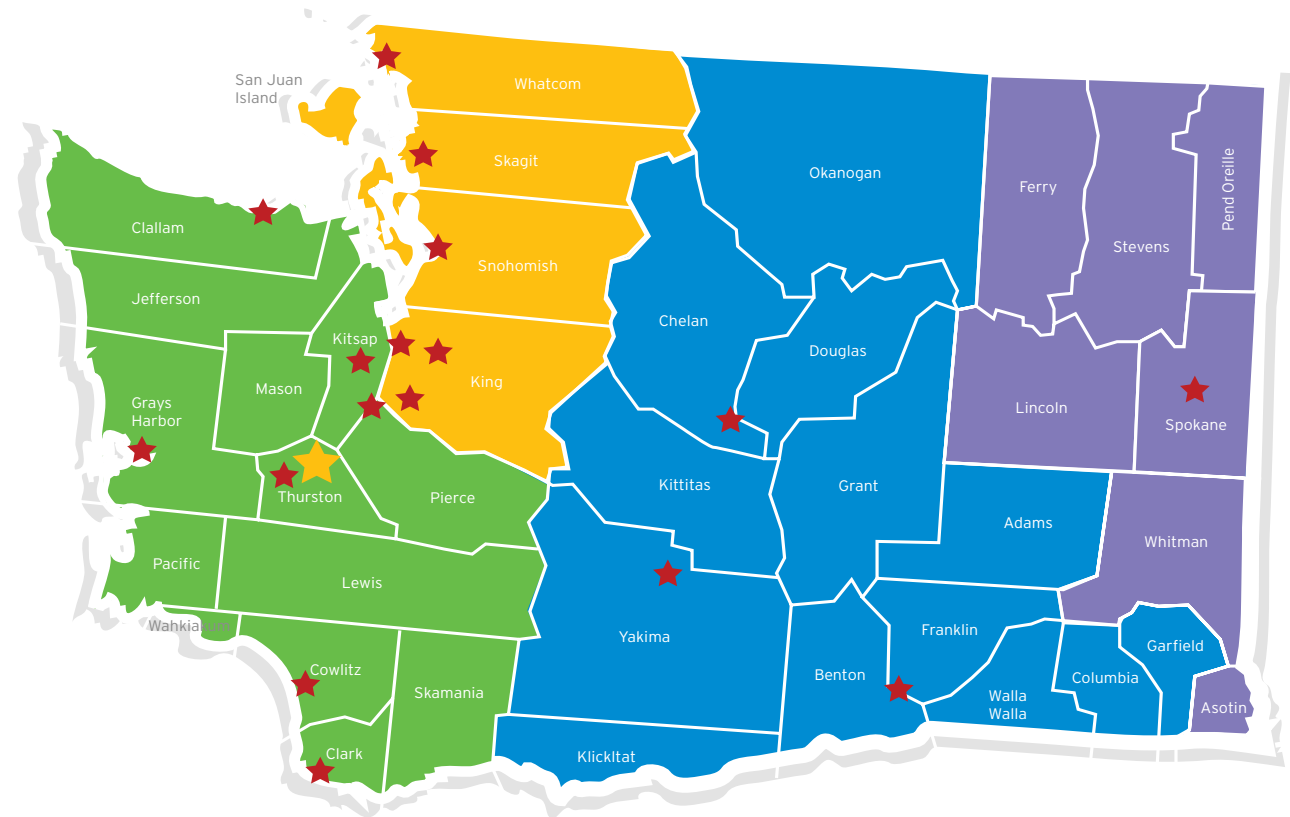 San Juan
Island
Whatcom
Skagit
Okanogan
Ferry
Pend Oreille
Clallam
Stevens
Snohomish
Jefferson
Chelan
Kitsap
Douglas
King
Mason
Grays
Harbor
Lincoln
Spokane
Kittitas
Grant
Thurston
Pierce
Adams
Whitman
Pacific
Lewis
Wahkiakum
Yakima
Franklin
Garfield
Cowlitz
Benton
Columbia
Skamania
Walla
Walla
Asotin
Clark
KlickItat